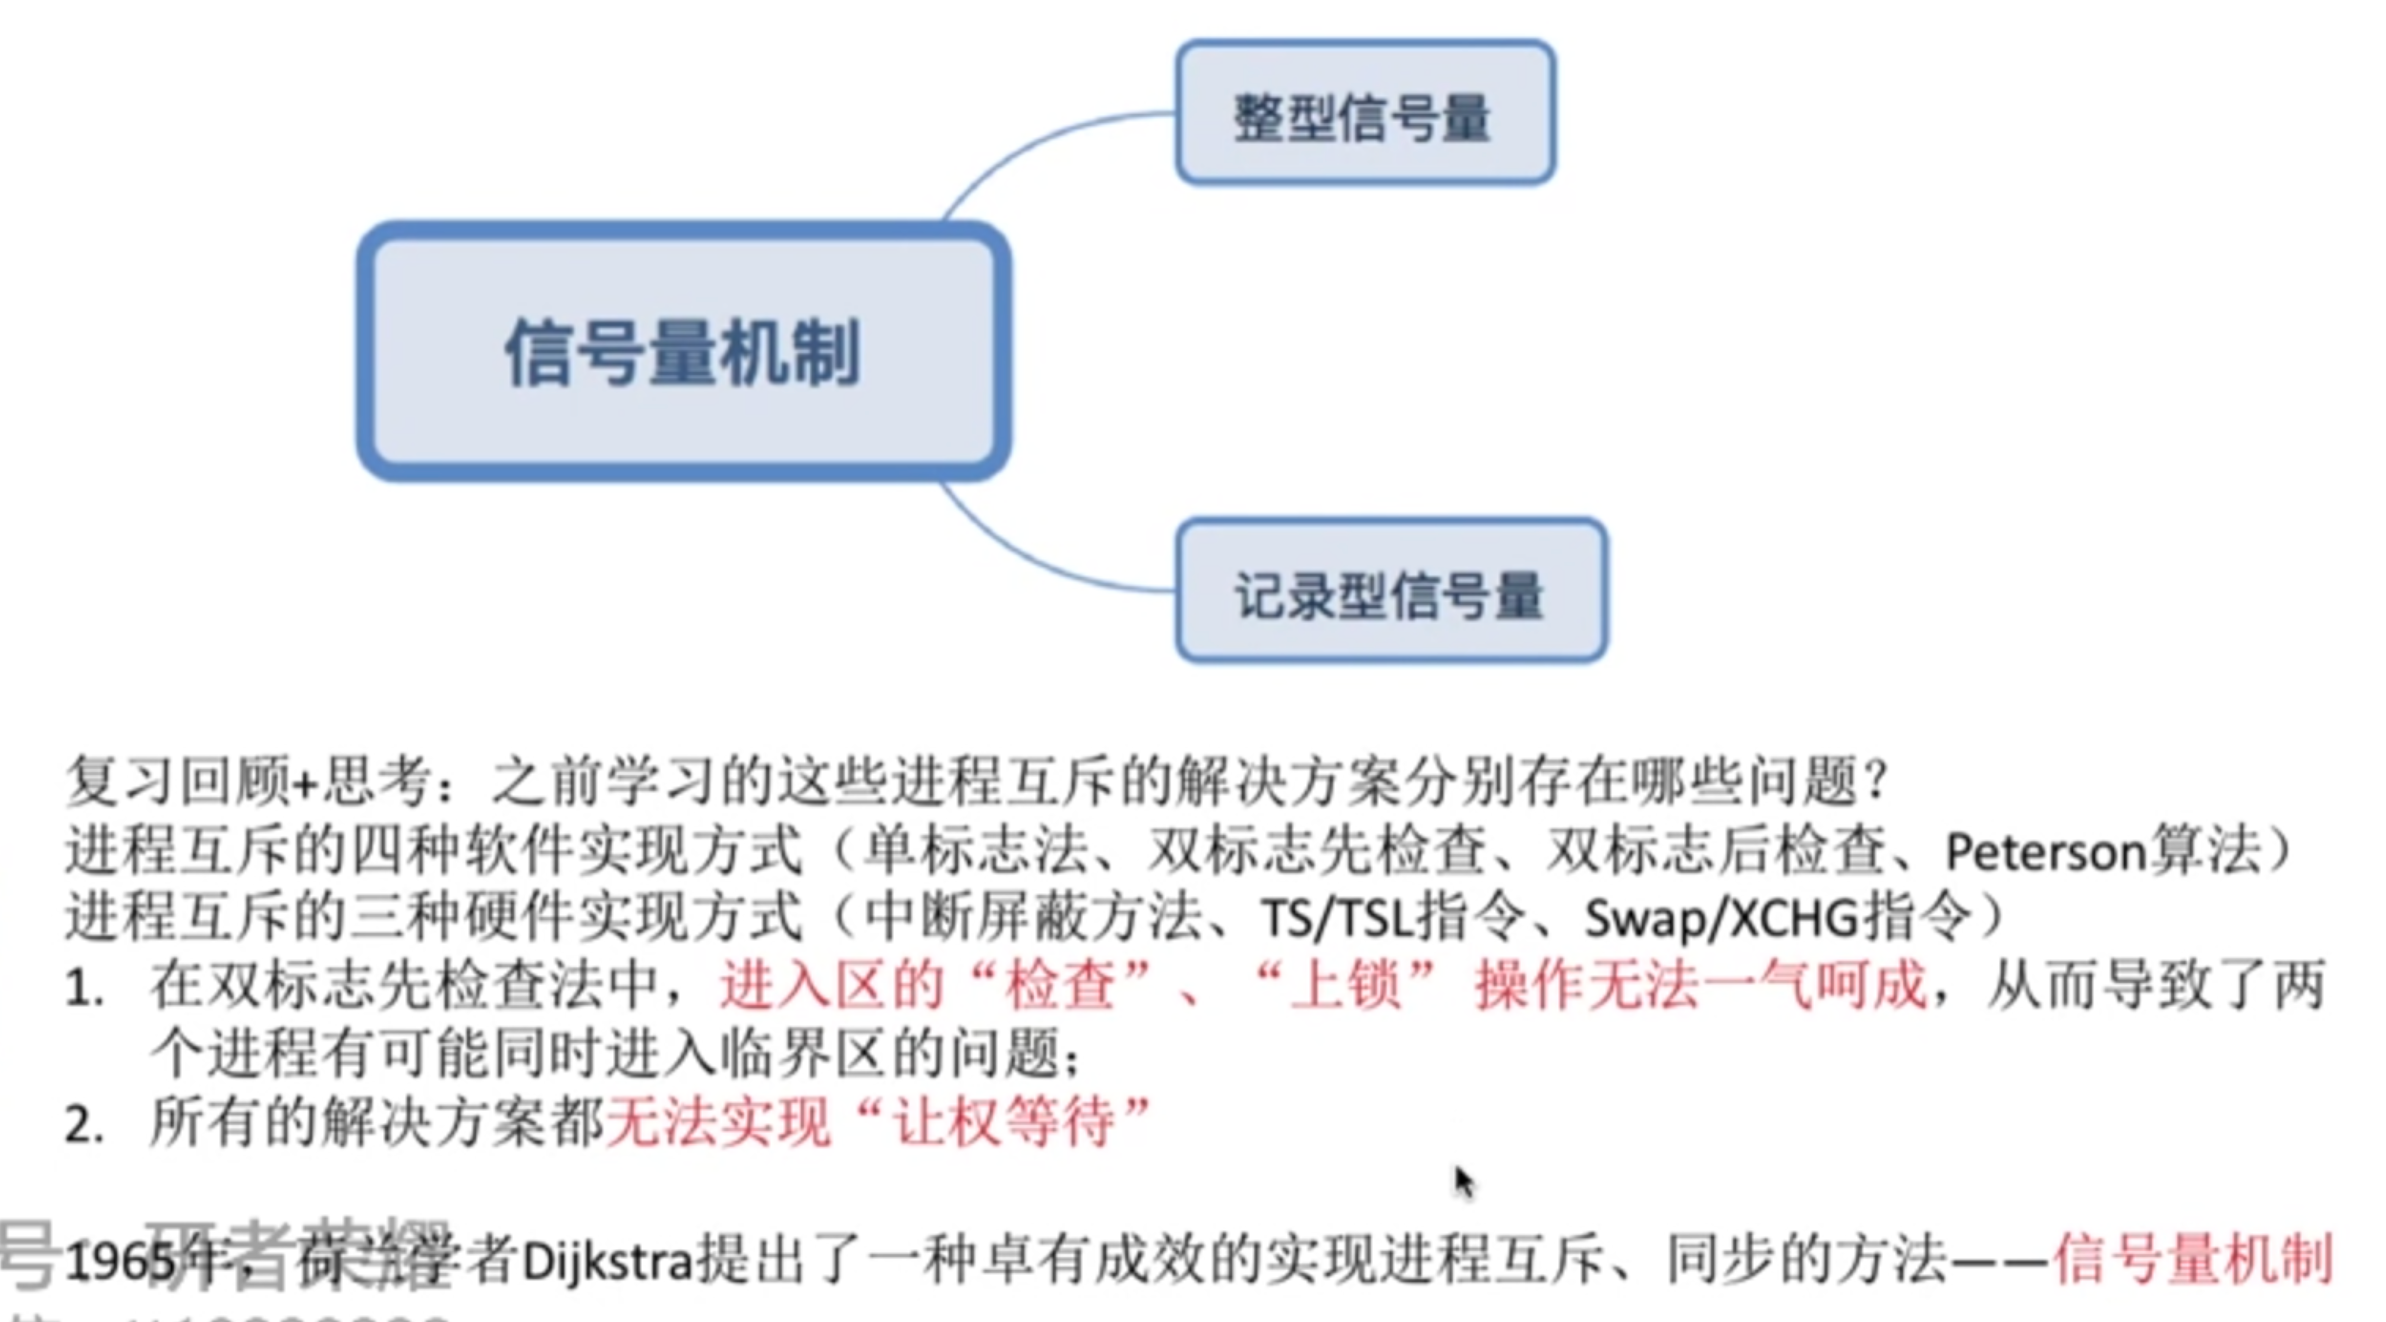 整型信号量
信号量机制
记录型信号量
复习回顾+思考：之前学习的这些进程互斥的解决方案分别存在哪些问题？
进程互斥的四种软件实现方式（单标志法、双标志先检查、双标志后检查、Peterson算法）
进程互斥的三种硬件实现方式（中断屏蔽方法、TS/TSL指令、Swap/XCHG指令）
1. 在双标志先检查法中，进入区的“检查”、“上锁” 操作无法一气呵成，从而导致了两
个进程有可能同时进入临界区的问题；
2. 所有的解决方案都无法实现“让权等待”
1965年，荷兰学者Dijkstra提出了一种卓有成效的实现进程互斥、同步的方法——信号量机制
号：研者荣耀